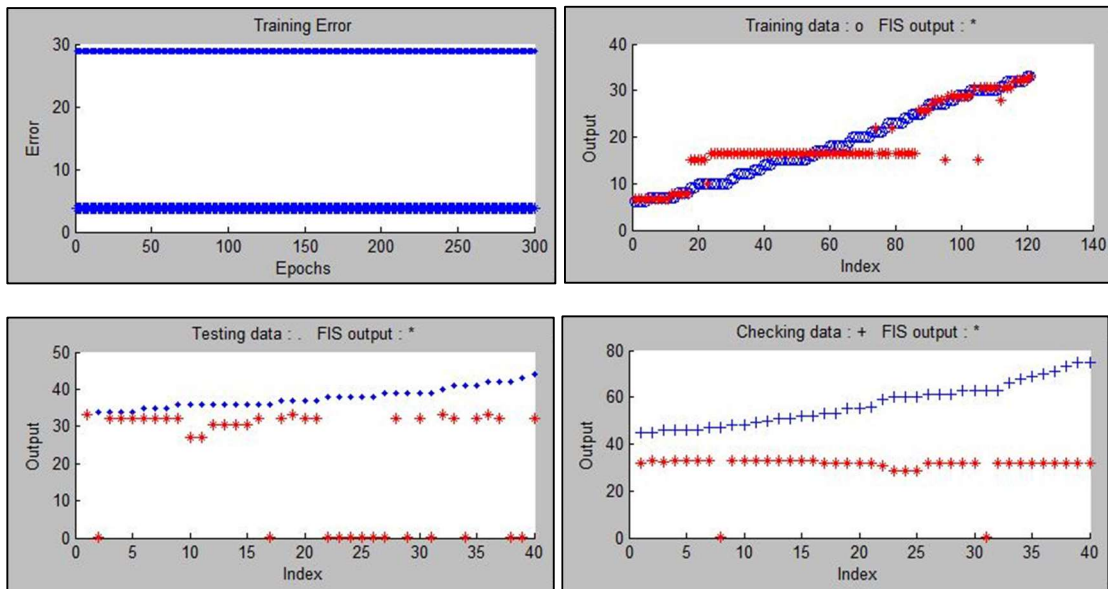 Training Error
30
20
10
0
Error
0 50 100 150 200 250 300
Epochs
Training data : o FIS output : *
40
30
20
10
0
Output
0 20 40 60 80 100 120 140
Index
Testing data : . FIS output : *
50
40
30
20
10
0
Output
0 5 10 15 20 25 30 35 40
Index
Checking data : + FIS output : *
80
60
40
20
0
Output
0 5 10 15 20 25 30 35 40
Index